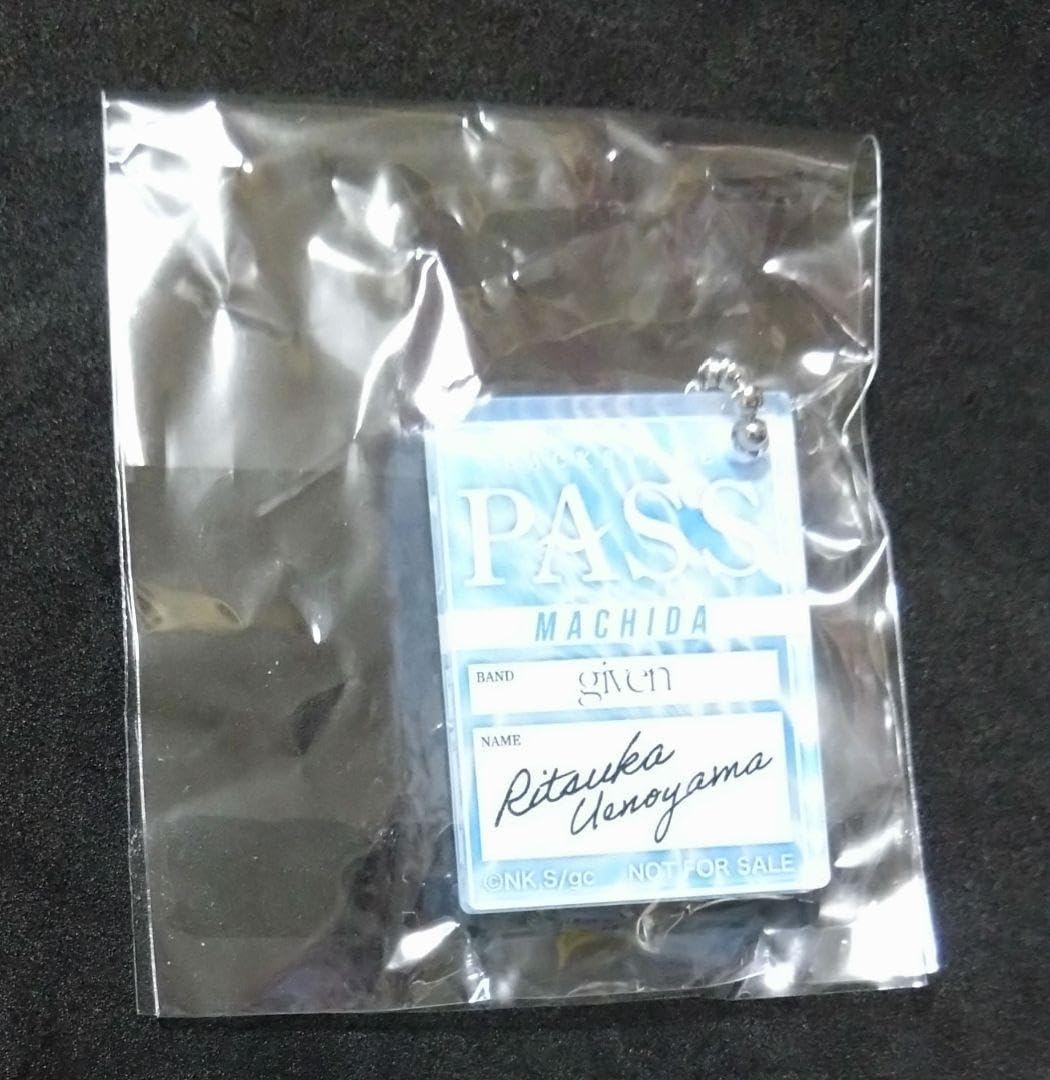 PASS
MACHIDA
BAND given
NAME
Ritsuka
Uenoyama
©NK,S/gc NOT FOR SALE